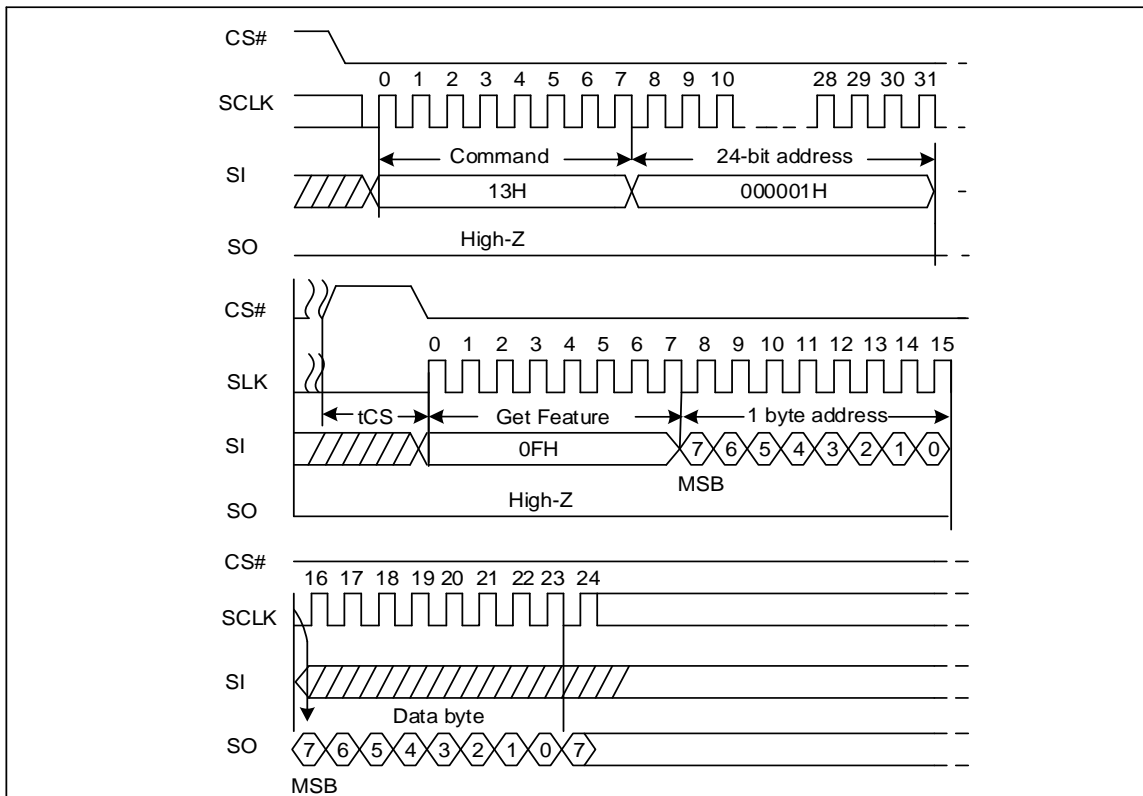 CS#
0 1 2 3 4 5 6 7 8 9 10 28 29 30 31
SCLK
Command 24-bit address
SI
13H 000001H
High-Z
SO
CS#
0 1 2 3 4 5 6 7 8 9 10 11 12 13 14 15
SLK
tCS Get Feature 1 byte address
SI
0FH 7 6 5 4 3 2 1 0
MSB
High-Z
SO
CS#
16 17 18 19 20 21 22 23 24
SCLK
SI
Data byte
SO
7 6 5 4 3 2 1 0 7
MSB